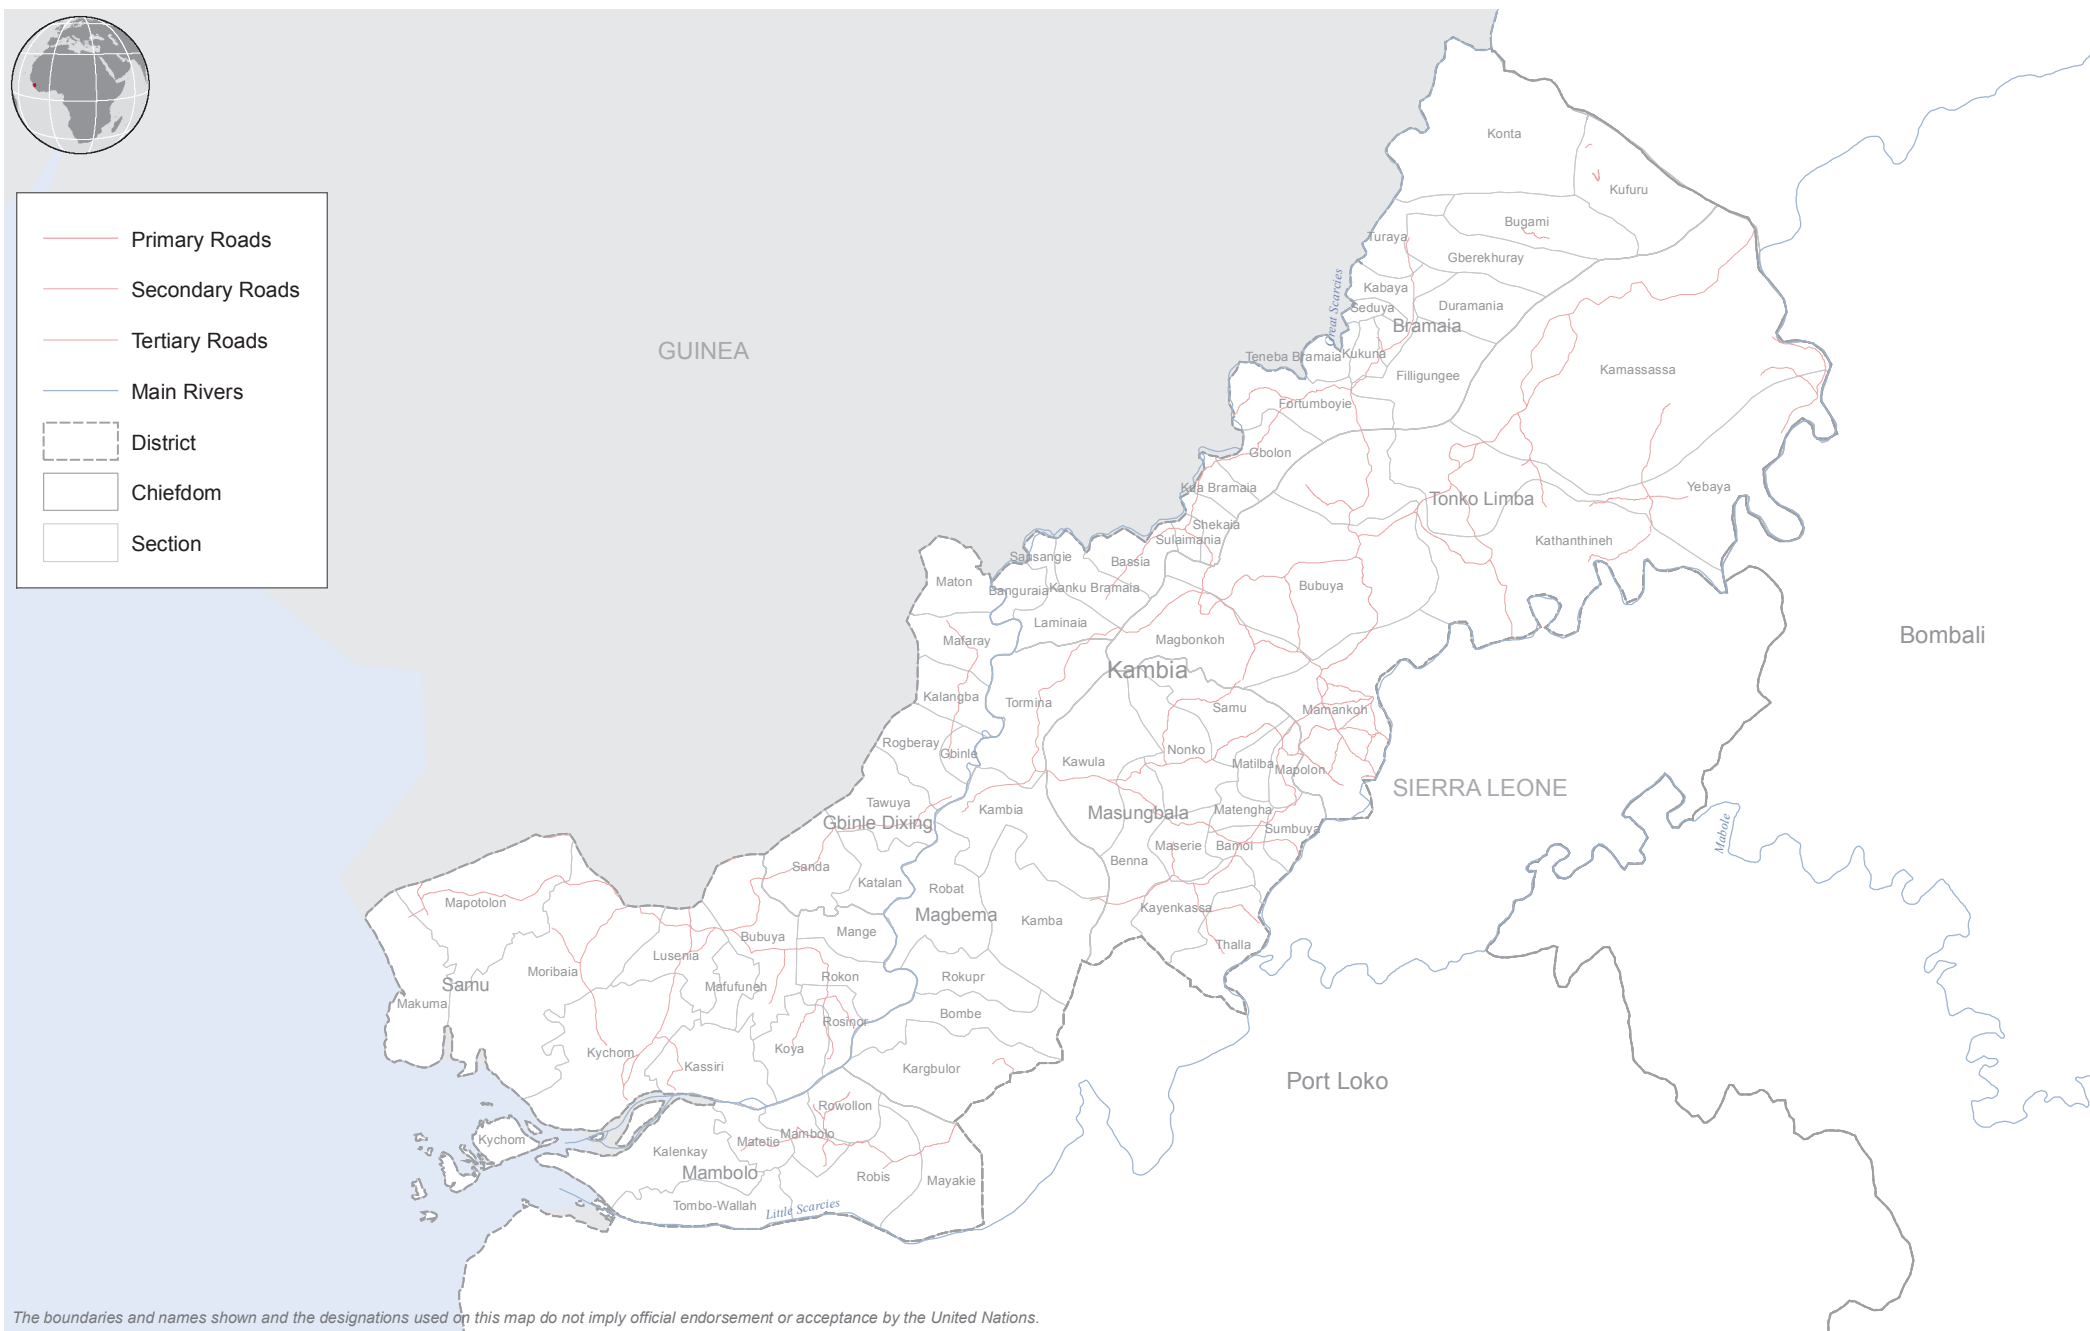 Primary Roads
Secondary Roads
Tertiary Roads
Main Rivers
District
Chiefdom
Section
GUINEA
Konta
Kufuru
Bugami
Turaya
Gberekhuray
Great Scarcies
Kabaya
Seduya
Duramania
Bramaia
Teneba Bramaia
Kukuna
Filligungee
Kamassassa
Fortumboyie
Gbolon
Kua Bramaia
Tonko Limba
Yebaya
Shekaia
Sulaimania
Kathanthineh
Sansangie
Bassia
Maton
Banguraia
Kanku Bramaia
Bubuya
Laminaia
Mafaray
Magbonkoh
Bombali
Kambia
Kalangba
Tormina
Samu
Mamankoh
Rogberay
Gbinle
Nonko
Kawula
Matilba
Mapolon
SIERRA LEONE
Tawuya
Kambia
Masungbala
Matengha
Gbinle Dixing
Sumbuya
Mabole
Maserie
Bamoi
Benna
Sanda
Katalan
Robat
Mapotolon
Magbema
Kamba
Kayenkassa
Bubuya
Mange
Thalla
Lusenia
Moribaia
Samu
Mafufuneh
Rokon
Rokupr
Makuma
Rosinor
Bombe
Koya
Kychom
Kassiri
Kargbulor
Port Loko
Rowollon
Mambolo
Kychom
Matetie
Kalenkay
Mambolo
Robis
Mayakie
Tombo-Wallah
Little Scarcies
The boundaries and names shown and the designations used on this map do not imply official endorsement or acceptance by the United Nations.